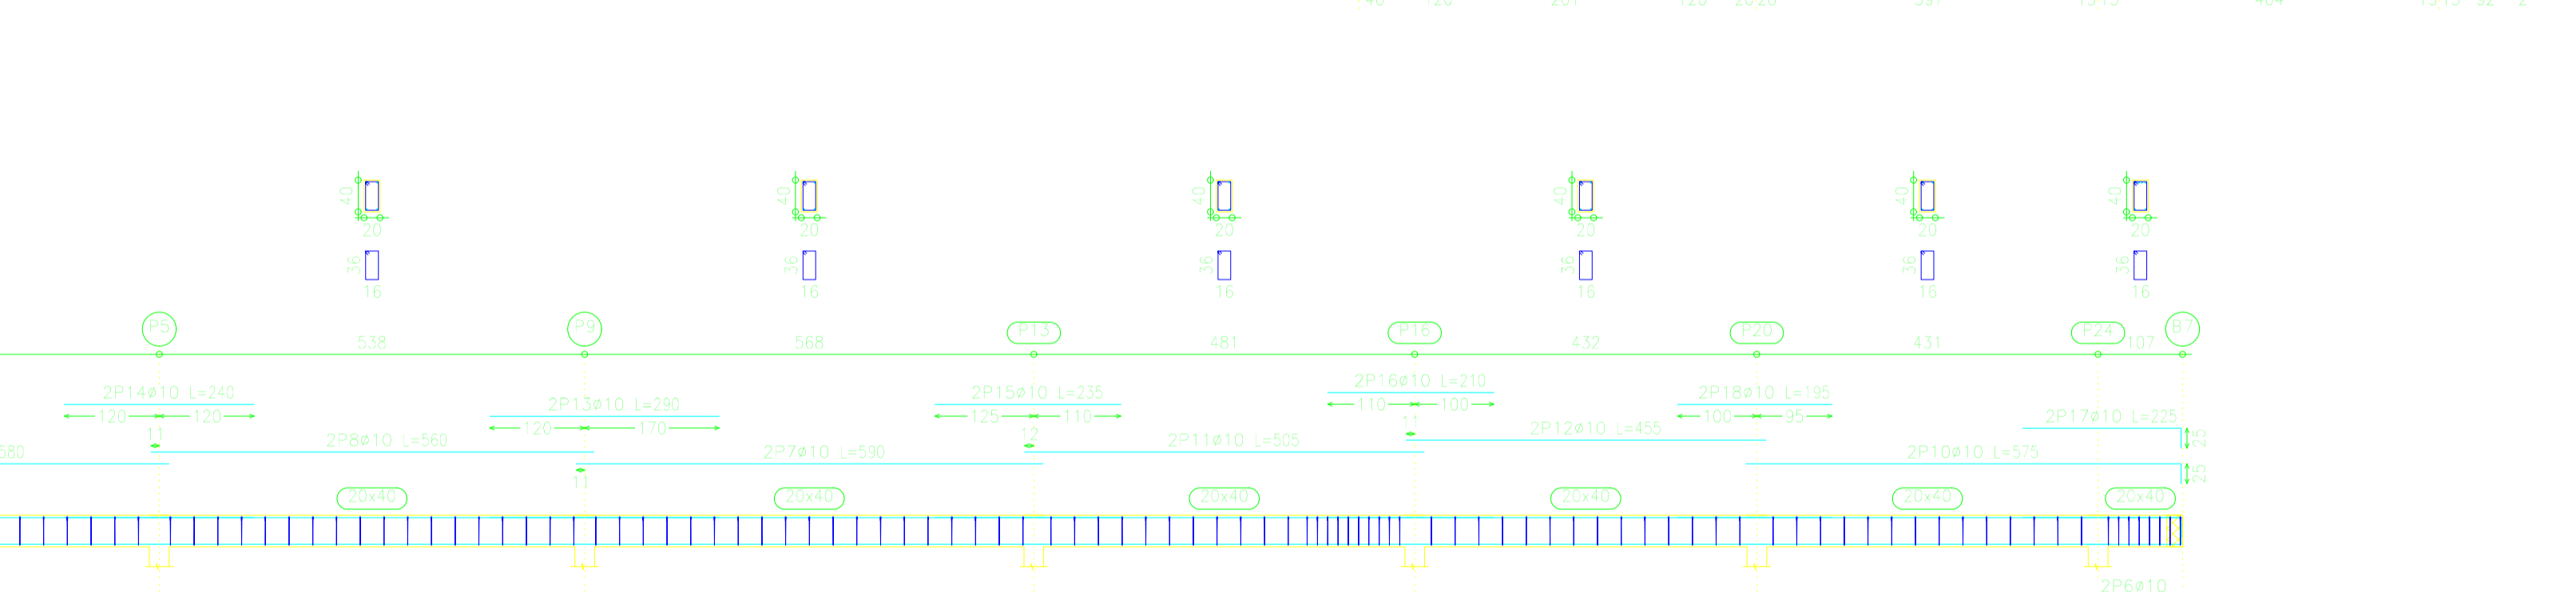 40 40 40 40 40 40
20 20 20 20 20 20
36 36 36 36 36 36
16 16 16 16 16 16
P5 P9 P13 P16 P20 P24 B7
538 568 481 432 431 107
2P16ø10 L=210
2P14ø10 L=240 2P15ø10 L=235 2P18ø10 L=195
2P13ø10 L=290 110 100
120 120 125 110 100 95 2P17ø10 L=225
120 170 11 2P12ø10 L=455
11 2P8ø10 L=560 12 2P11ø10 L=505 25
580 2P7ø10 L=590 2P10ø10 L=575
11 25
20x40 20x40 20x40 20x40 20x40 20x40
2P6ø10